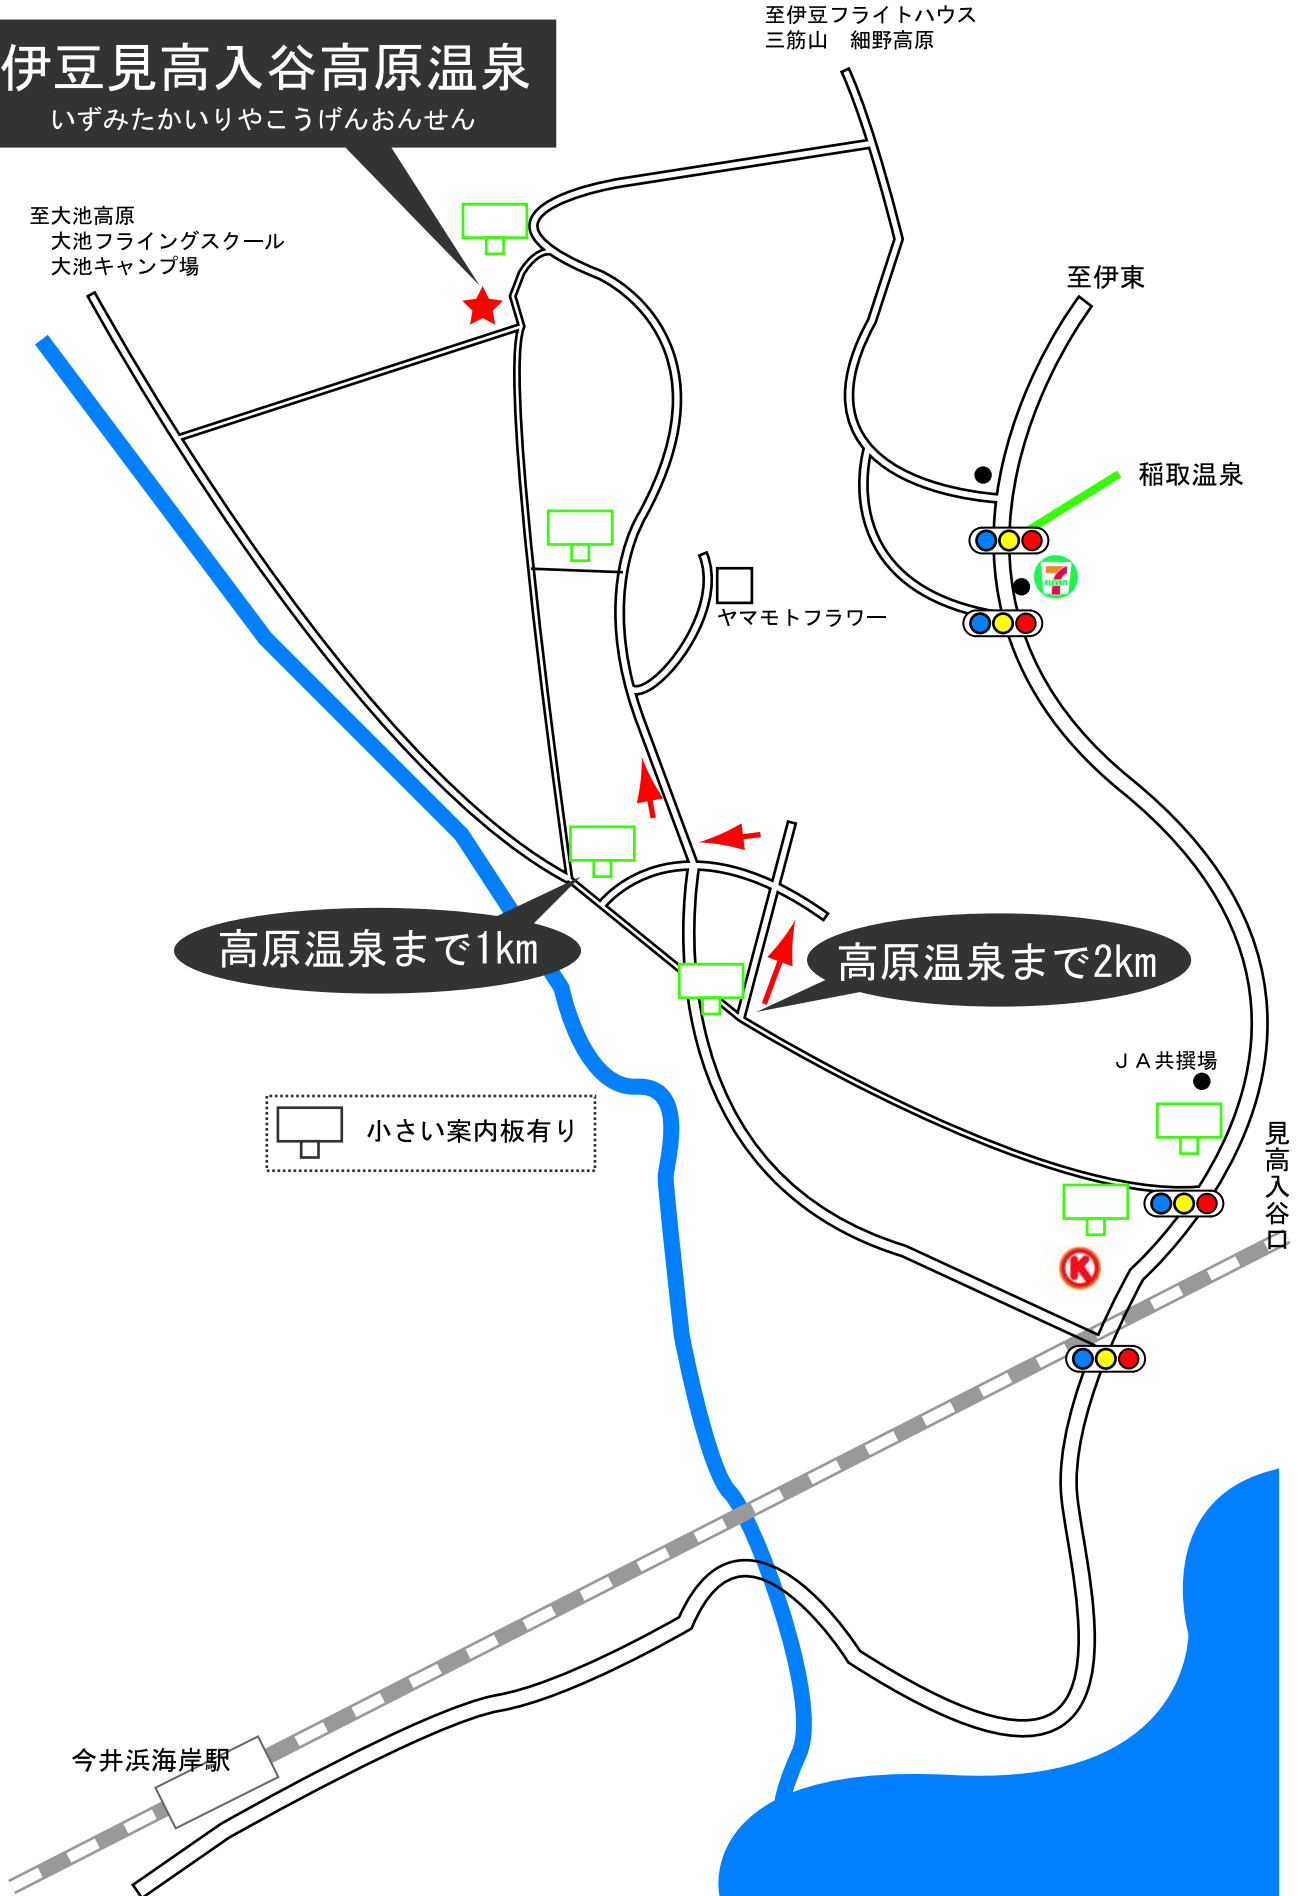 至伊豆フライトハウス
三筋山　細野高原
伊豆見高入谷高原温泉
いずみたかいりやこうげんおんせん
至大池高原
大池フライングスクール
大池キャンプ場
至伊東
稲取温泉
7
ELEVEN
ヤマモトフラワー
高原温泉まで1km
高原温泉まで2km
ＪＡ共撰場
小さい案内板有り
見高入谷口
K
今井浜海岸駅